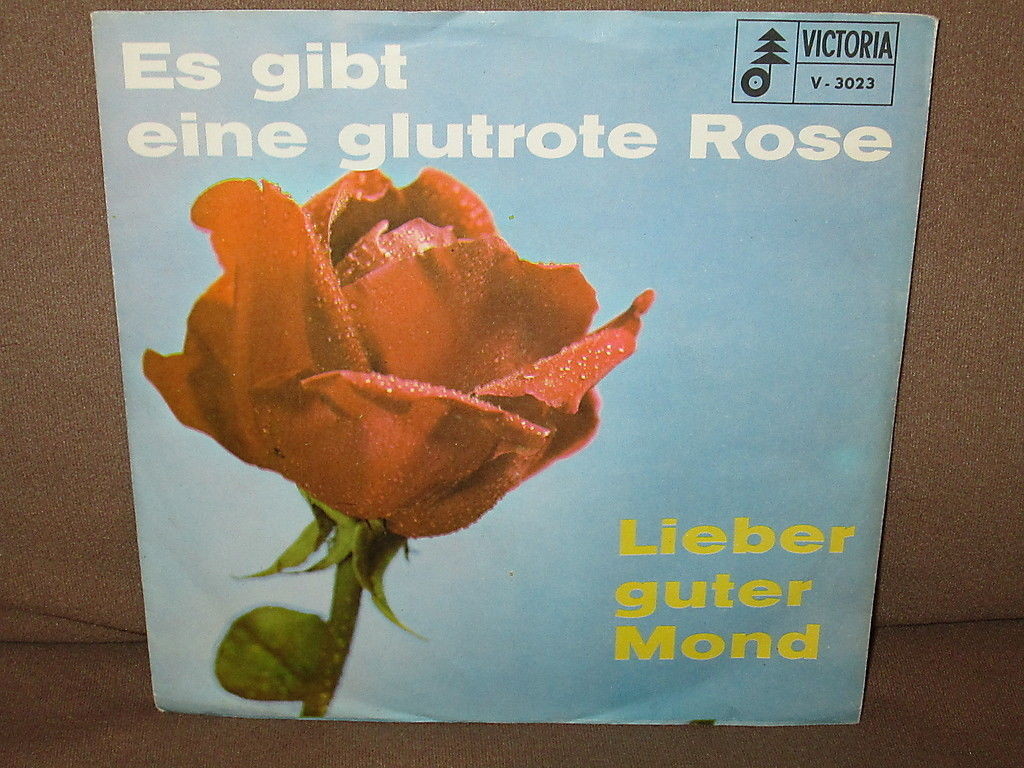 Es gibt
eine glutrote Rose
VICTORIA
V - 3023
Lieber
guter
Mond